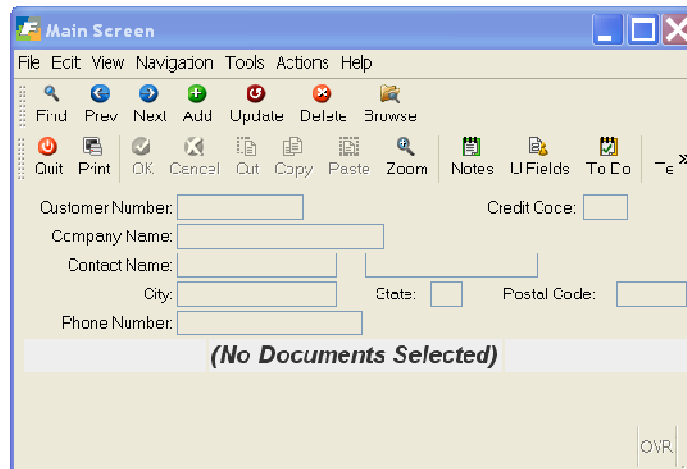 Main Screen
File Edit View Navigation Tools Actions Help
Find Prev Next Add Update Delete Browse
Quit Print OK Cancel Cut Copy Paste Zoom Notes U Fields To Do Te
Customer Number: Credit Code:
Company Name:
Contact Name:
City: State: Postal Code:
Phone Number:
(No Documents Selected)
OVR